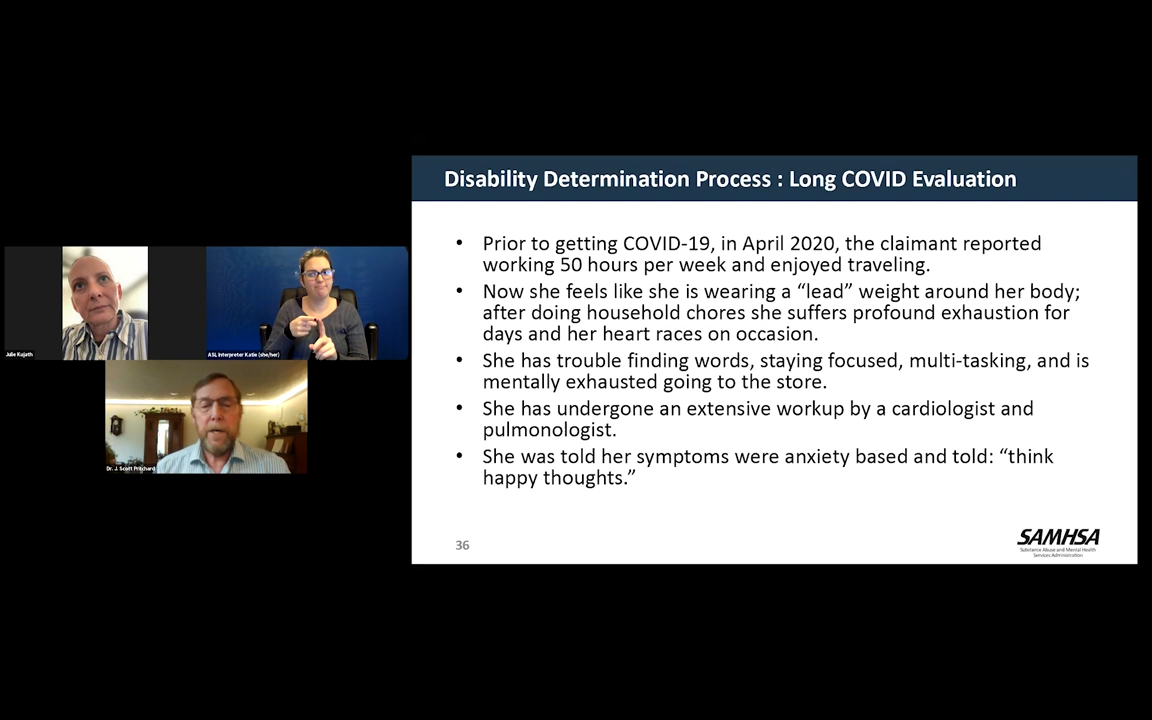 Disability Determination Process : Long COVID Evaluation
• Prior to getting COVID-19, in April 2020, the claimant reported
working 50 hours per week and enjoyed traveling.
• Now she feels like she is wearing a “lead” weight around her body;
after doing household chores she suffers profound exhaustion for
days and her heart races on occasion.
• She has trouble finding words, staying focused, multi-tasking, and is
mentally exhausted going to the store.
• She has undergone an extensive workup by a cardiologist and
pulmonologist.
• She was told her symptoms were anxiety based and told: “think
happy thoughts.”
36
SAMHSA
Substance Abuse and Mental Health
Services Administration
Julie Kujath
ASL Interpreter Katie (she/her)
Dr. J. Scott Pritchard